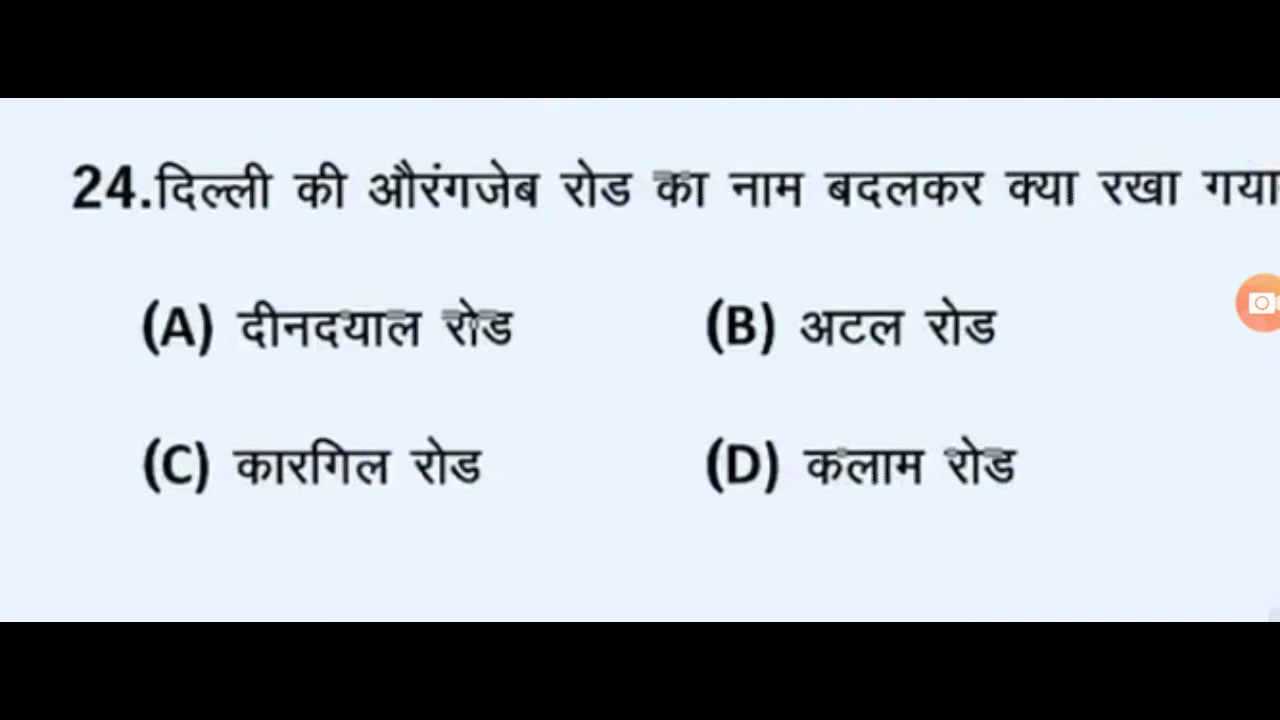 24.दिल्ली की औरंगजेब रोड का नाम बदलकर क्या रखा गया
(A) दीनदयाल रोड (B) अटल रोड
(C) कारगिल रोड (D) कलाम रोड